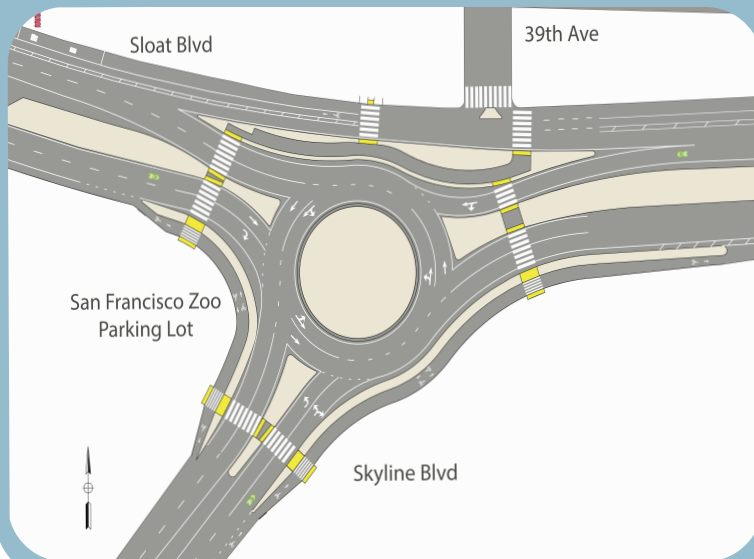 Sloat Blvd
39th Ave
San Francisco Zoo
Parking Lot
Skyline Blvd